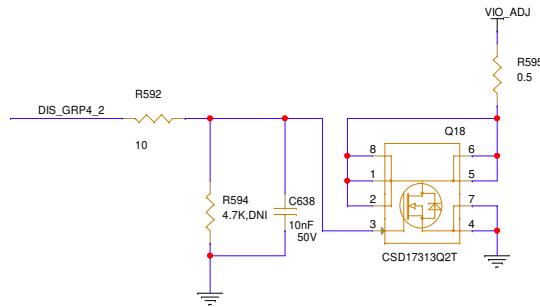 VIO_ADJ
R595
0.5
R592
DIS_GRP4_2
10
Q18
8
6
1
5
R594
4.7K,DNI
C638
10nF
50V
2
7
3
4
CSD17313Q2T